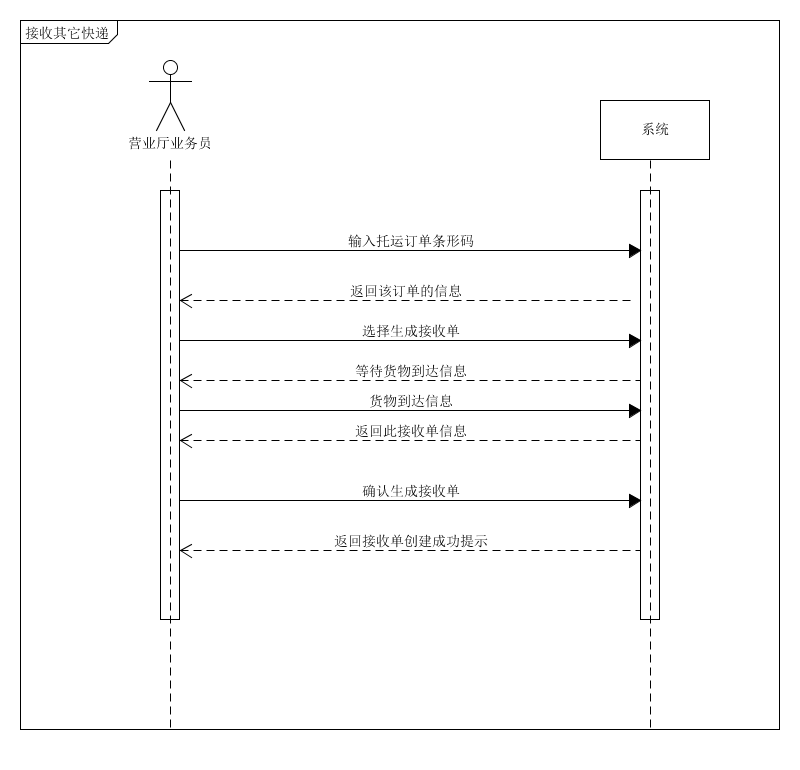 接收其它快递
营业厅业务员
系统
输入托运订单条形码
返回该订单的信息
选择生成接收单
等待货物到达信息
货物到达信息
返回此接收单信息
确认生成接收单
返回接收单创建成功提示